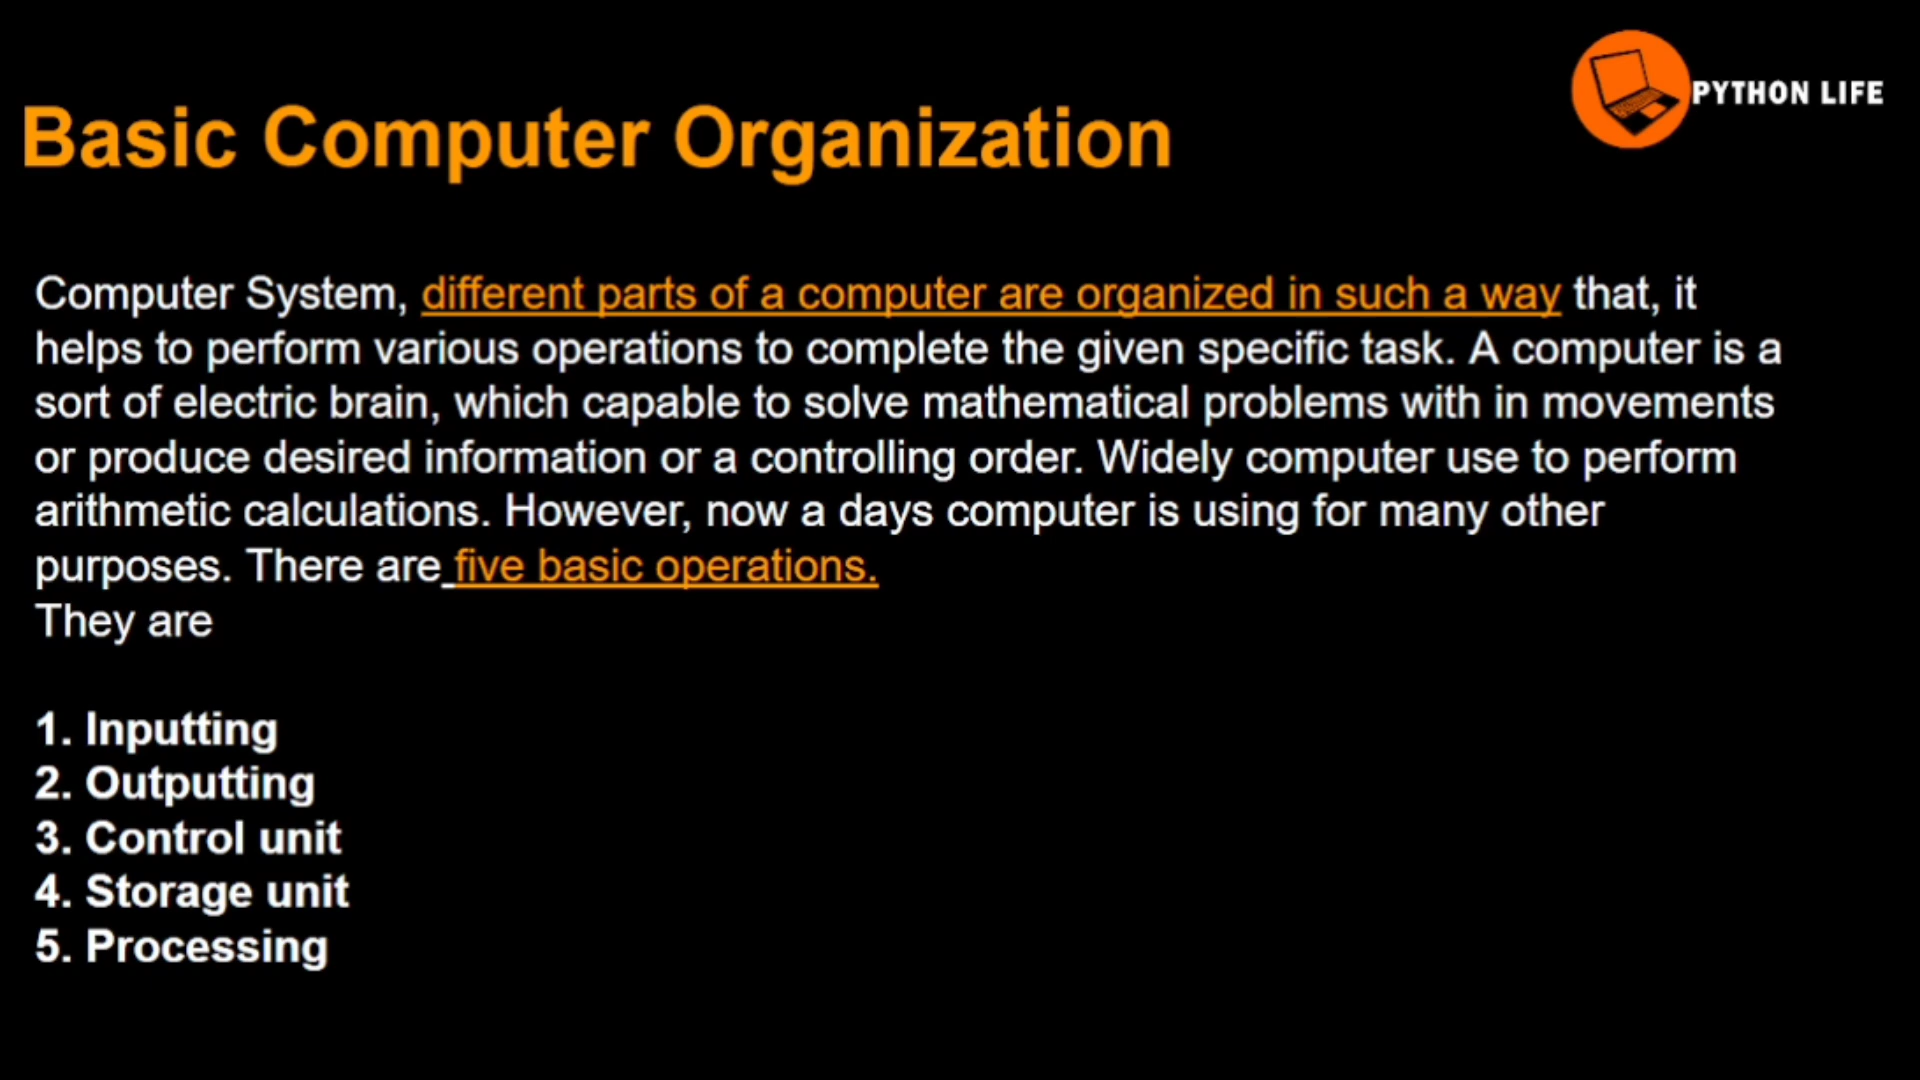 PYTHON LIFE
Basic Computer Organization
Computer System, different parts of a computer are organized in such a way that, it
helps to perform various operations to complete the given specific task. A computer is a
sort of electric brain, which capable to solve mathematical problems with in movements
or produce desired information or a controlling order. Widely computer use to perform
arithmetic calculations. However, now a days computer is using for many other
purposes. There are five basic operations.
They are
1. Inputting
2. Outputting
3. Control unit
4. Storage unit
5. Processing